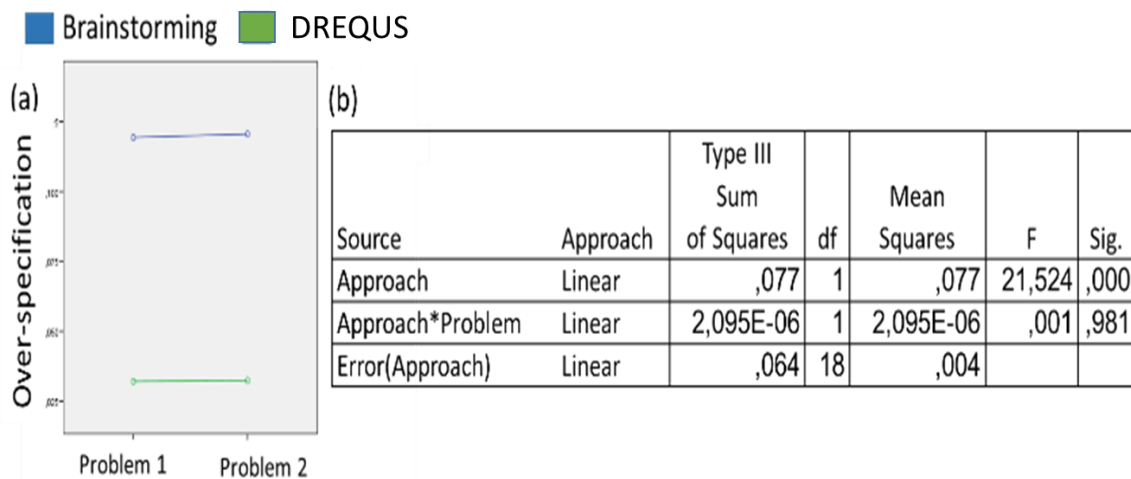 Brainstorming DREQUS
(a)
Over-specification
Problem 1 Problem 2
(b)
Type III
Sum
Mean
Source Approach of Squares df Squares F Sig.
Approach Linear ,077 1 ,077 21,524 ,000
Approach*Problem Linear 2,095E-06 1 2,095E-06 ,001 ,981
Error(Approach) Linear ,064 18 ,004